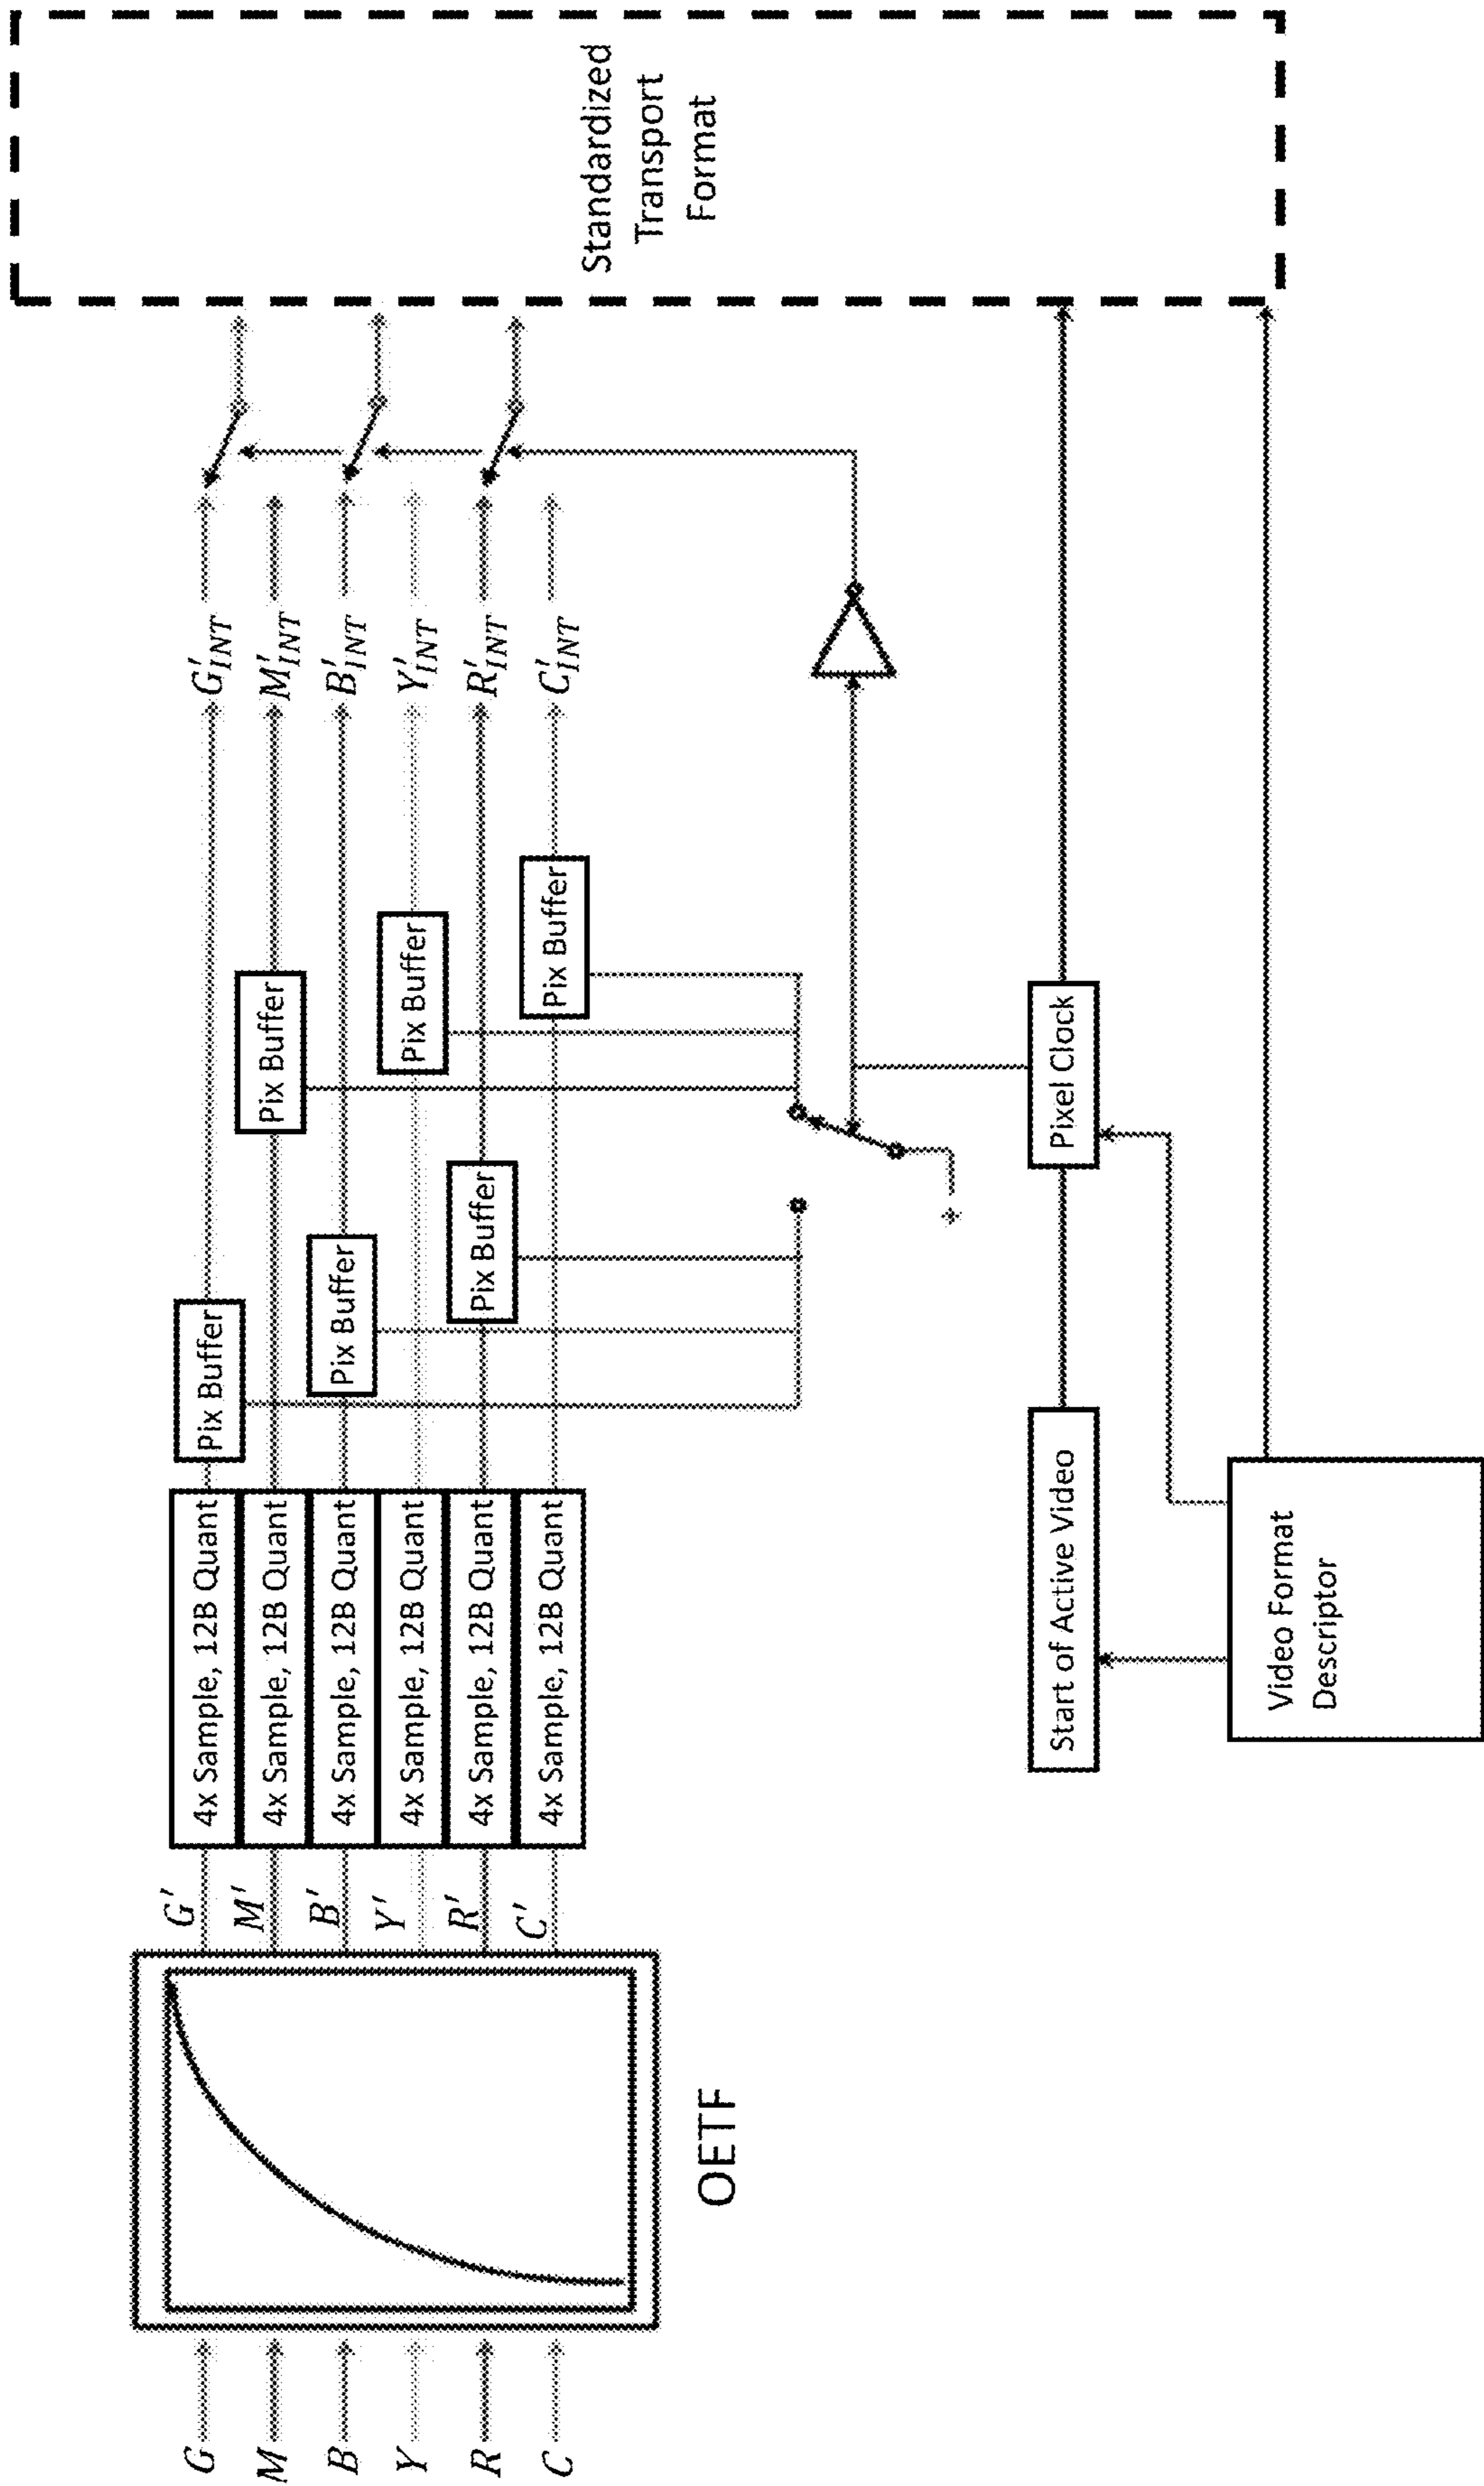 G
M
B
Y
R
C
OETF
G'
M'
B'
Y'
R'
C'
4x Sample, 12B Quant
4x Sample, 12B Quant
4x Sample, 12B Quant
4x Sample, 12B Quant
4x Sample, 12B Quant
4x Sample, 12B Quant
Pix Buffer
Pix Buffer
Pix Buffer
Pix Buffer
Pix Buffer
Pix Buffer
G'INT
M'INT
B'INT
Y'INT
R'INT
C'INT
Standardized
Transport
Format
Start of Active Video
Pixel Clock
Video Format
Descriptor